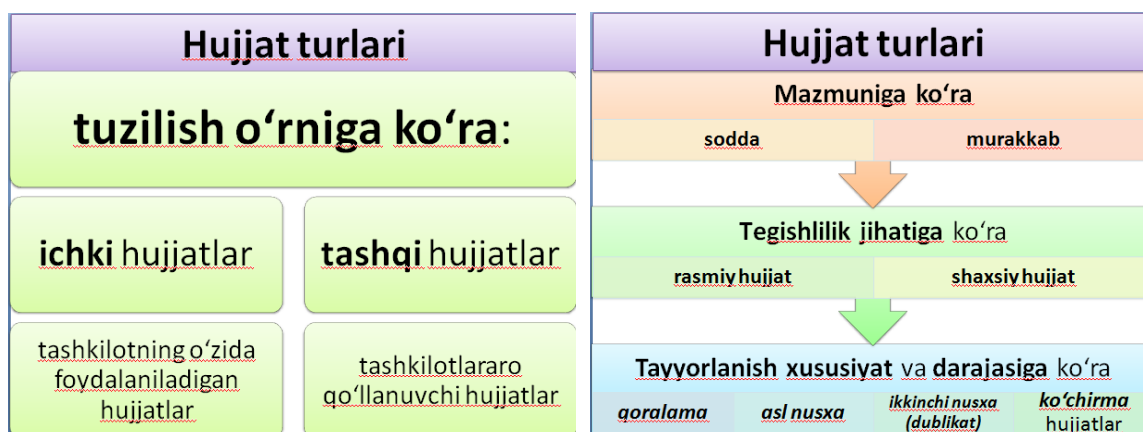 Hujjat turlari
tuzilish o‘rniga ko‘ra:
ichki hujjatlar
tashqi hujjatlar
tashkilotning o‘zida
foydalaniladigan
hujjatlar
tashkilotlararo
qo‘llanuvchi hujjatlar
Hujjat turlari
Mazmuniga ko‘ra
sodda
murakkab
Tegishlilik jihatiga ko‘ra
rasmiy hujjat
shaxsiy hujjat
Tayyorlanish xususiyat va darajasiga ko‘ra
qoralama
asl nusxa
ikkinchi nusxa
(dublikat)
ko‘chirma
hujjatlar